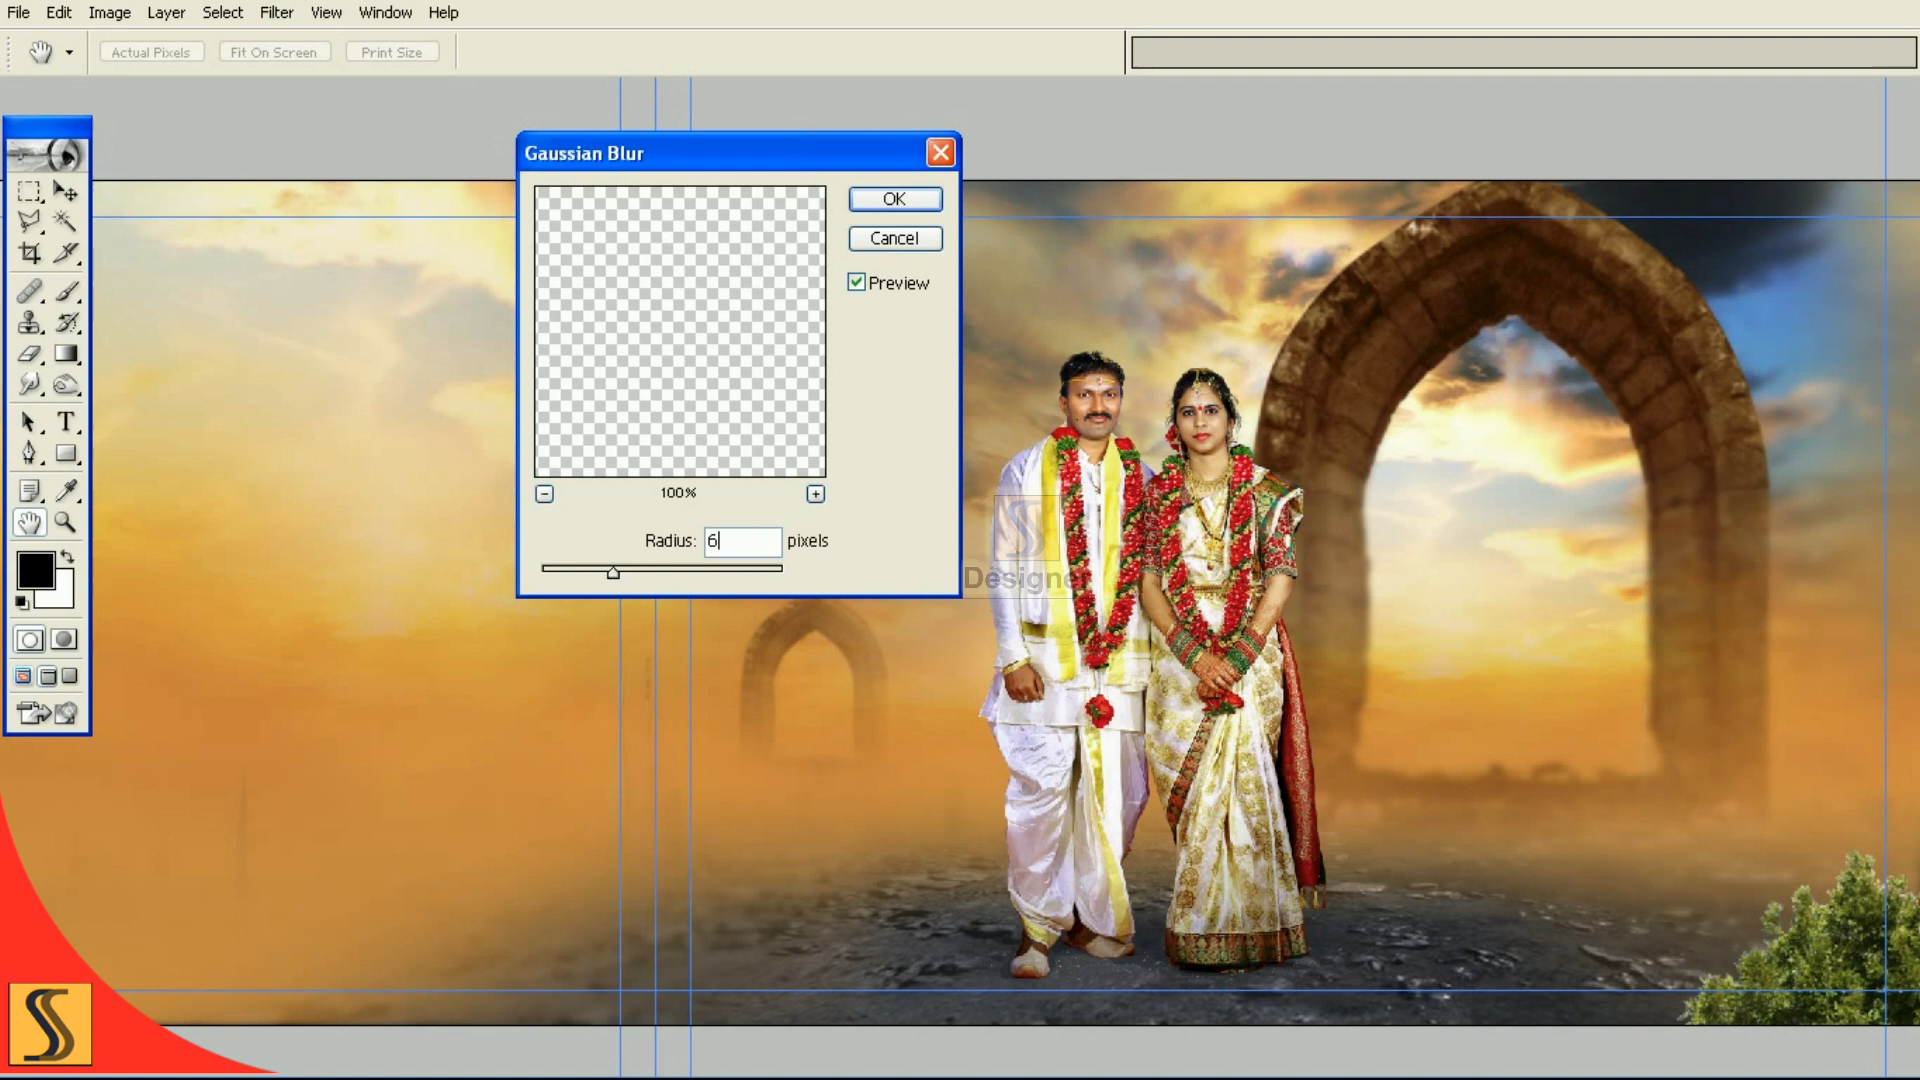 File Edit Image Layer Select Filter View Window Help
Actual Pixels Fit On Screen Print Size
Gaussian Blur
OK
Cancel
Preview
100%
Radius: 6 pixels
T
S
Designer
S